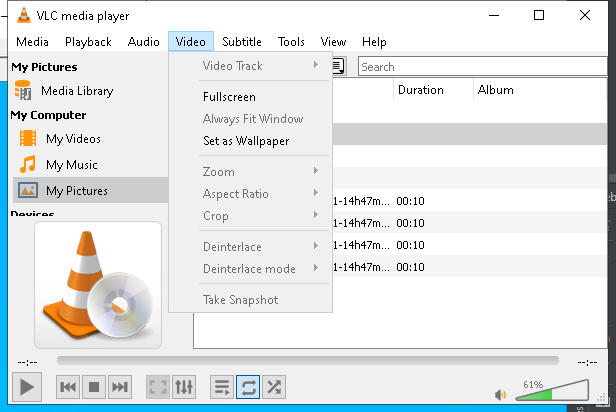 VLC media player
Media Playback Audio Video Subtitle Tools View Help
My Pictures
Media Library
My Computer
My Videos
My Music
My Pictures
Devices
Video Track
Fullscreen
Always Fit Window
Set as Wallpaper
Zoom
Aspect Ratio
Crop
Deinterlace
Deinterlace mode
Take Snapshot
Search
Duration Album
1-14h47m... 00:10
1-14h47m... 00:10
1-14h47m... 00:10
1-14h47m... 00:10
--:-- --:--
61%